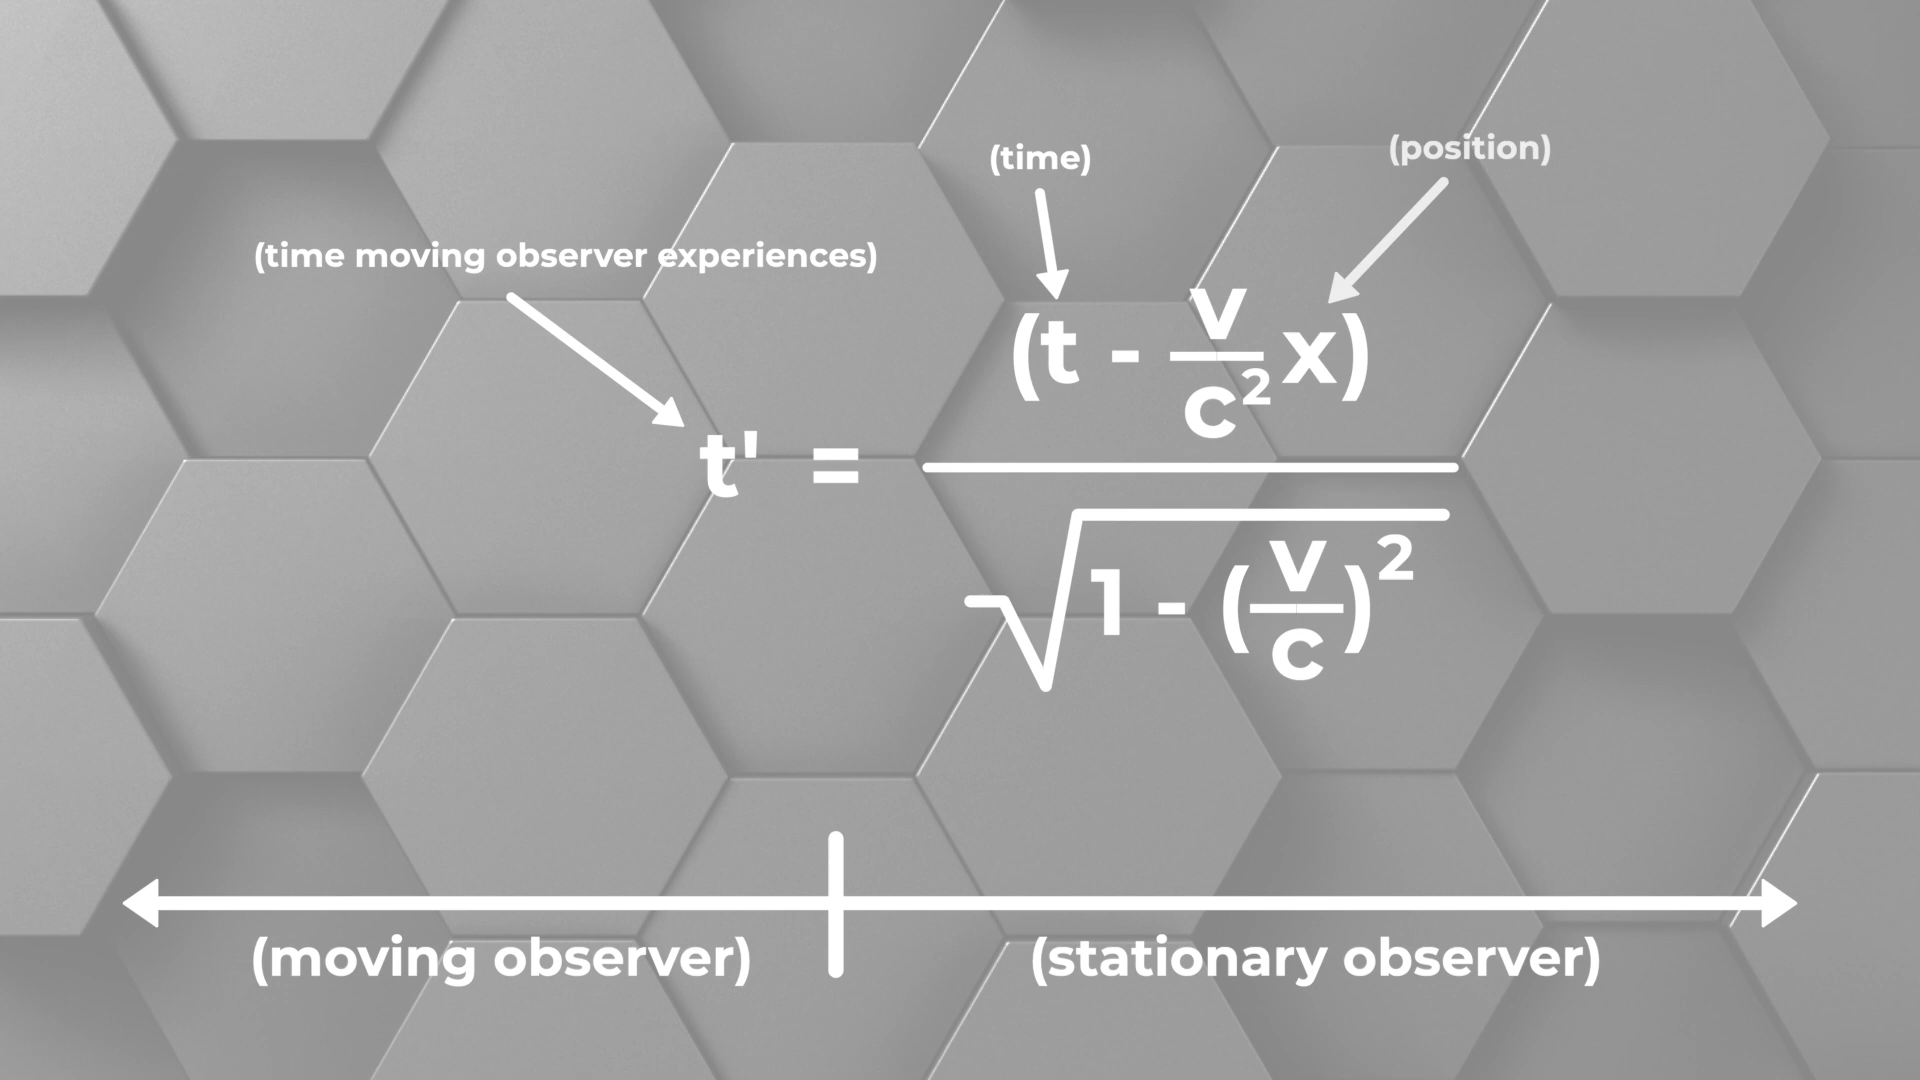 (time)
(position)
(time moving observer experiences)
t' = (t - v/c² x) / √1 - (v/c)²
(moving observer)
(stationary observer)